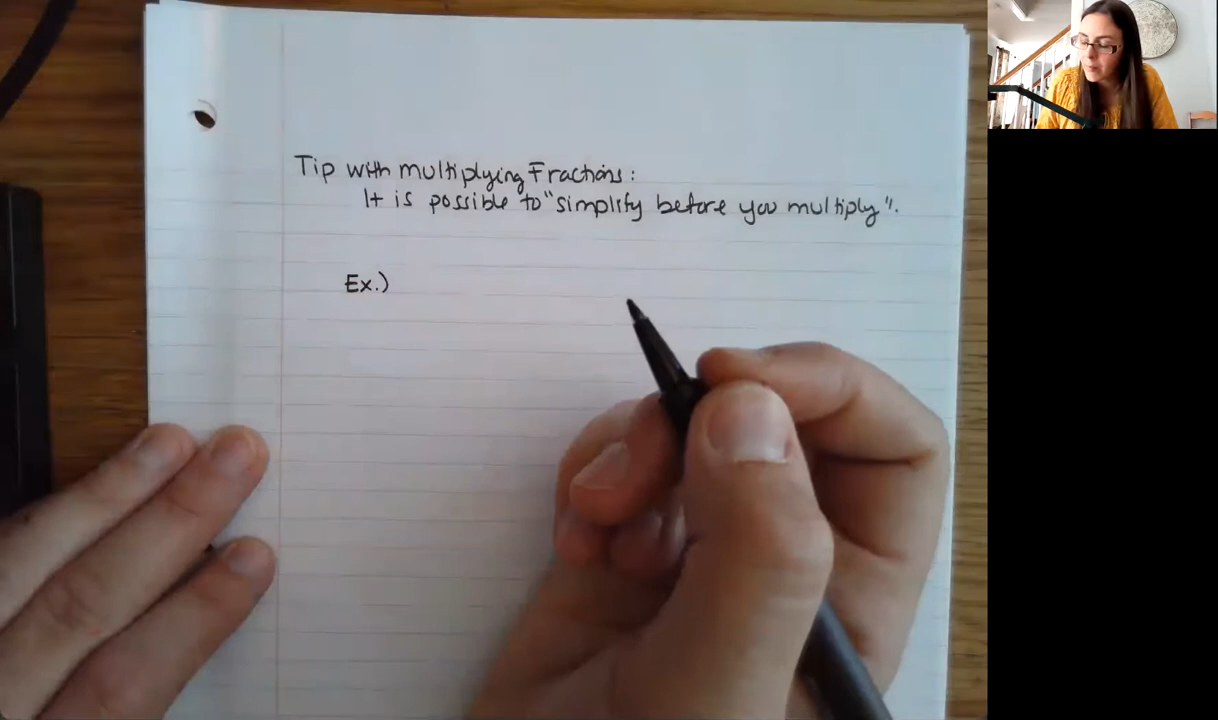 Tip with multiplying Fractions:
It is possible to "simplify before you multiply".
Ex.)